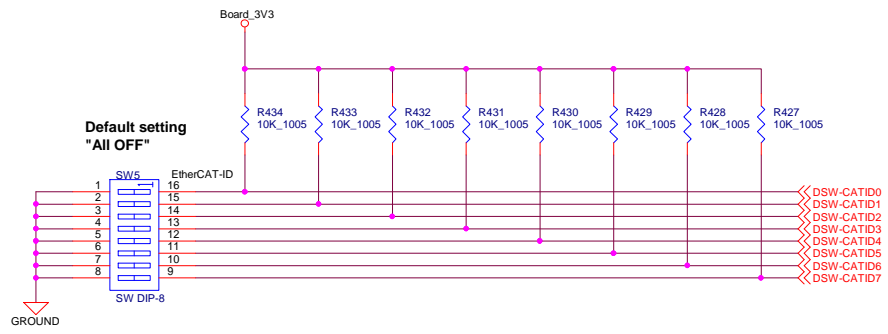 Board_3V3
R434
10K_1005
R433
10K_1005
R432
10K_1005
R431
10K_1005
R430
10K_1005
R429
10K_1005
R428
10K_1005
R427
10K_1005
Default setting
"All OFF"
SW5
EtherCAT-ID
1 16 DSW-CATID0
2 15 DSW-CATID1
3 14 DSW-CATID2
4 13 DSW-CATID3
5 12 DSW-CATID4
6 11 DSW-CATID5
7 10 DSW-CATID6
8 9 DSW-CATID7
SW DIP-8
GROUND